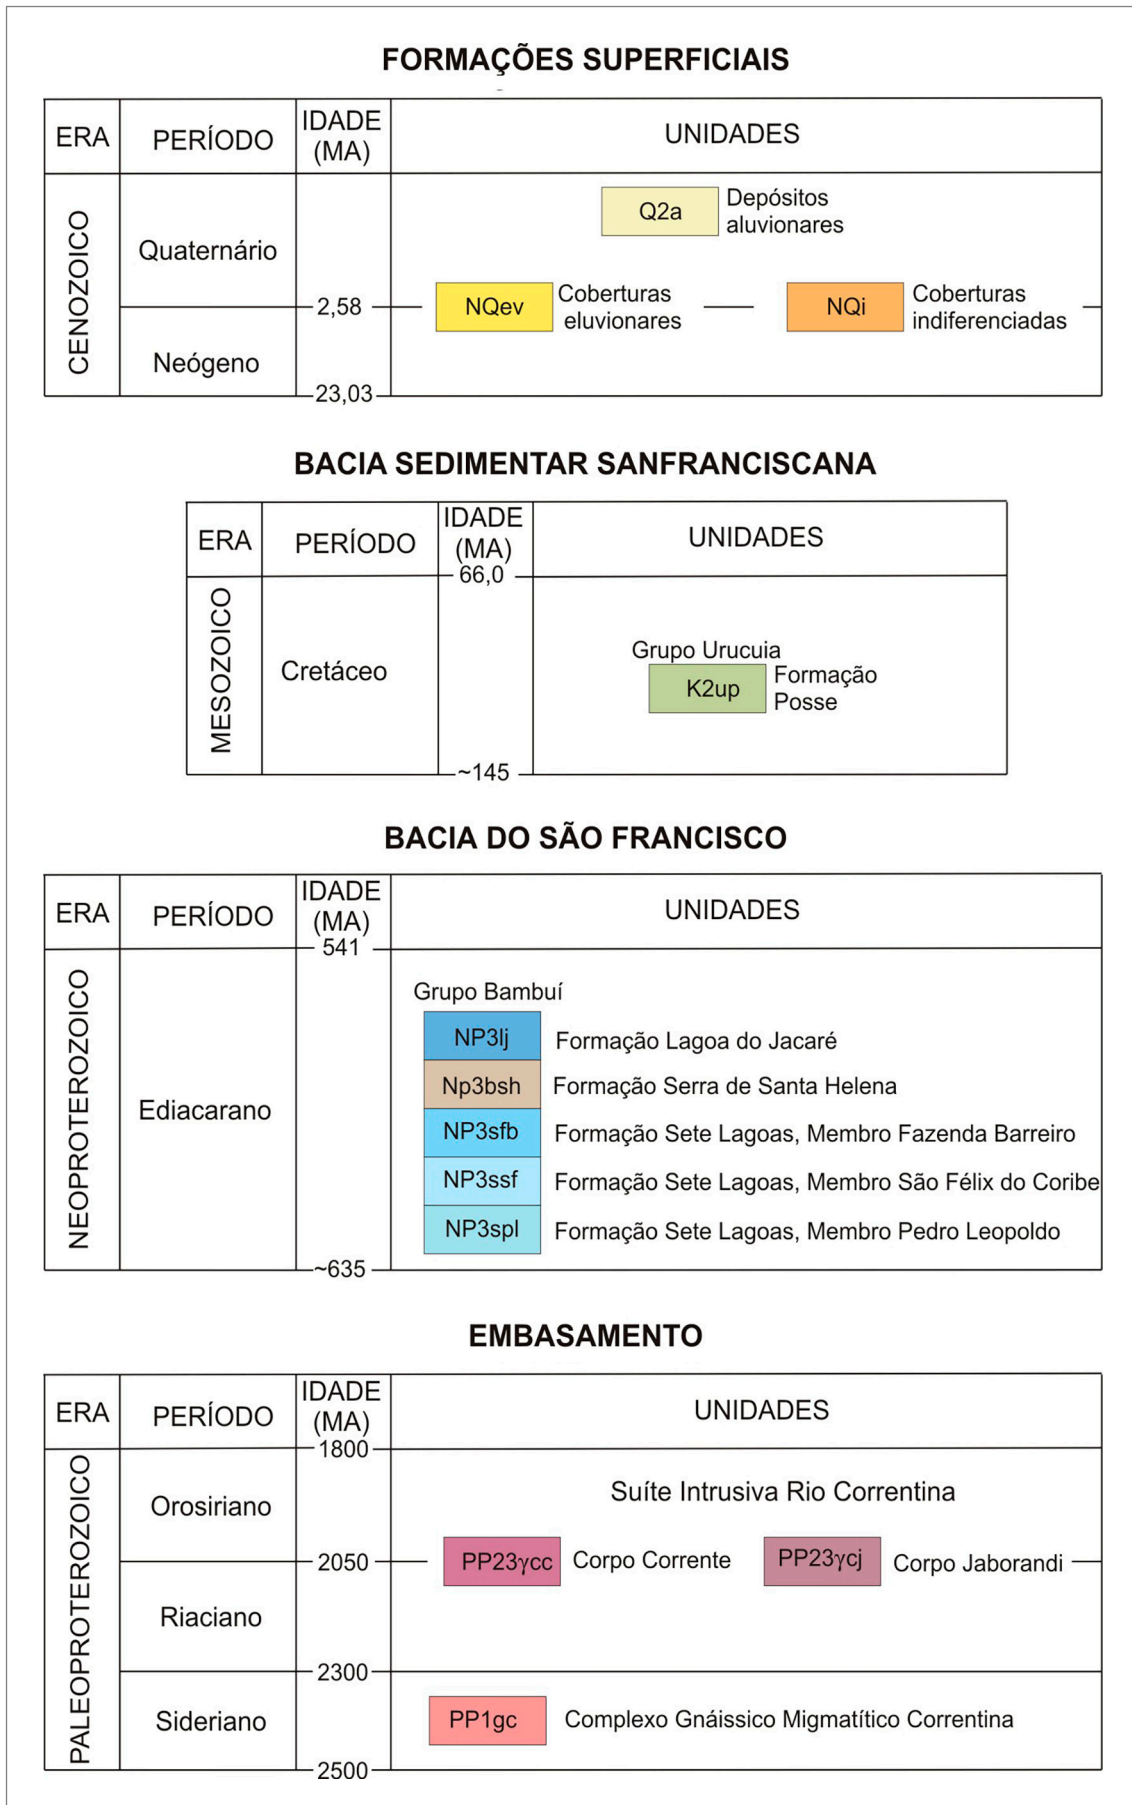 FORMAÇÕES SUPERFICIAIS
ERA
PERÍODO
IDADE
(MA)
UNIDADES
CENOZOICO
Quaternário
Q2a
Depósitos
aluvionares
2,58
NQev
Coberturas
eluvionares
NQi
Coberturas
indiferenciadas
Neógeno
23,03
BACIA SEDIMENTAR SANFRANCISCANA
ERA
PERÍODO
IDADE
(MA)
UNIDADES
66,0
MESOZOICO
Cretáceo
Grupo Urucuia
K2up
Formação
Posse
~145
BACIA DO SÃO FRANCISCO
ERA
PERÍODO
IDADE
(MA)
UNIDADES
541
NEOPROTEROZOICO
Ediacarano
Grupo Bambuí
NP3lj
Formação Lagoa do Jacaré
Np3bsh
Formação Serra de Santa Helena
NP3sfb
Formação Sete Lagoas, Membro Fazenda Barreiro
NP3ssf
Formação Sete Lagoas, Membro São Félix do Coribe
NP3spl
Formação Sete Lagoas, Membro Pedro Leopoldo
~635
EMBASAMENTO
ERA
PERÍODO
IDADE
(MA)
UNIDADES
1800
PALEOPROTEROZOICO
Orosiriano
Suíte Intrusiva Rio Correntina
2050
PP23γcc
Corpo Corrente
PP23γcj
Corpo Jaborandi
Riaciano
2300
Sideriano
PP1gc
Complexo Gnáissico Migmatítico Correntina
2500